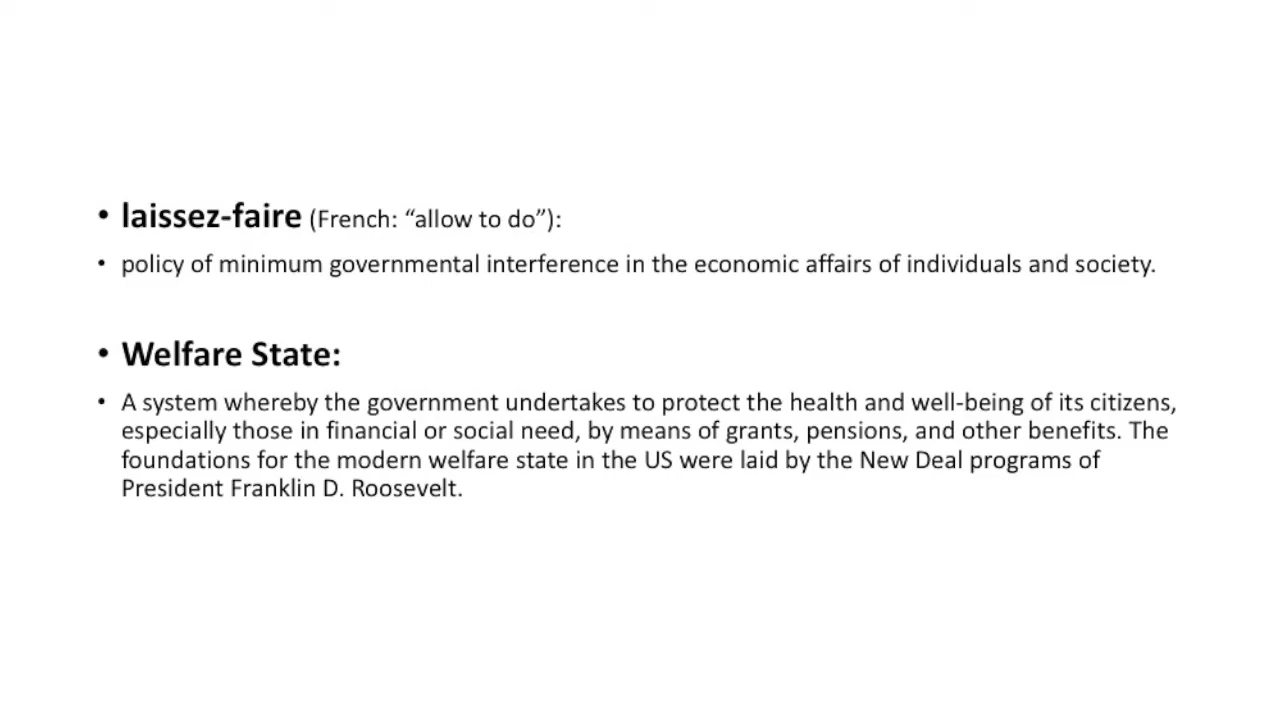 • laissez-faire (French: “allow to do”):
• policy of minimum governmental interference in the economic affairs of individuals and society.
• Welfare State:
• A system whereby the government undertakes to protect the health and well-being of its citizens,
especially those in financial or social need, by means of grants, pensions, and other benefits. The
foundations for the modern welfare state in the US were laid by the New Deal programs of
President Franklin D. Roosevelt.